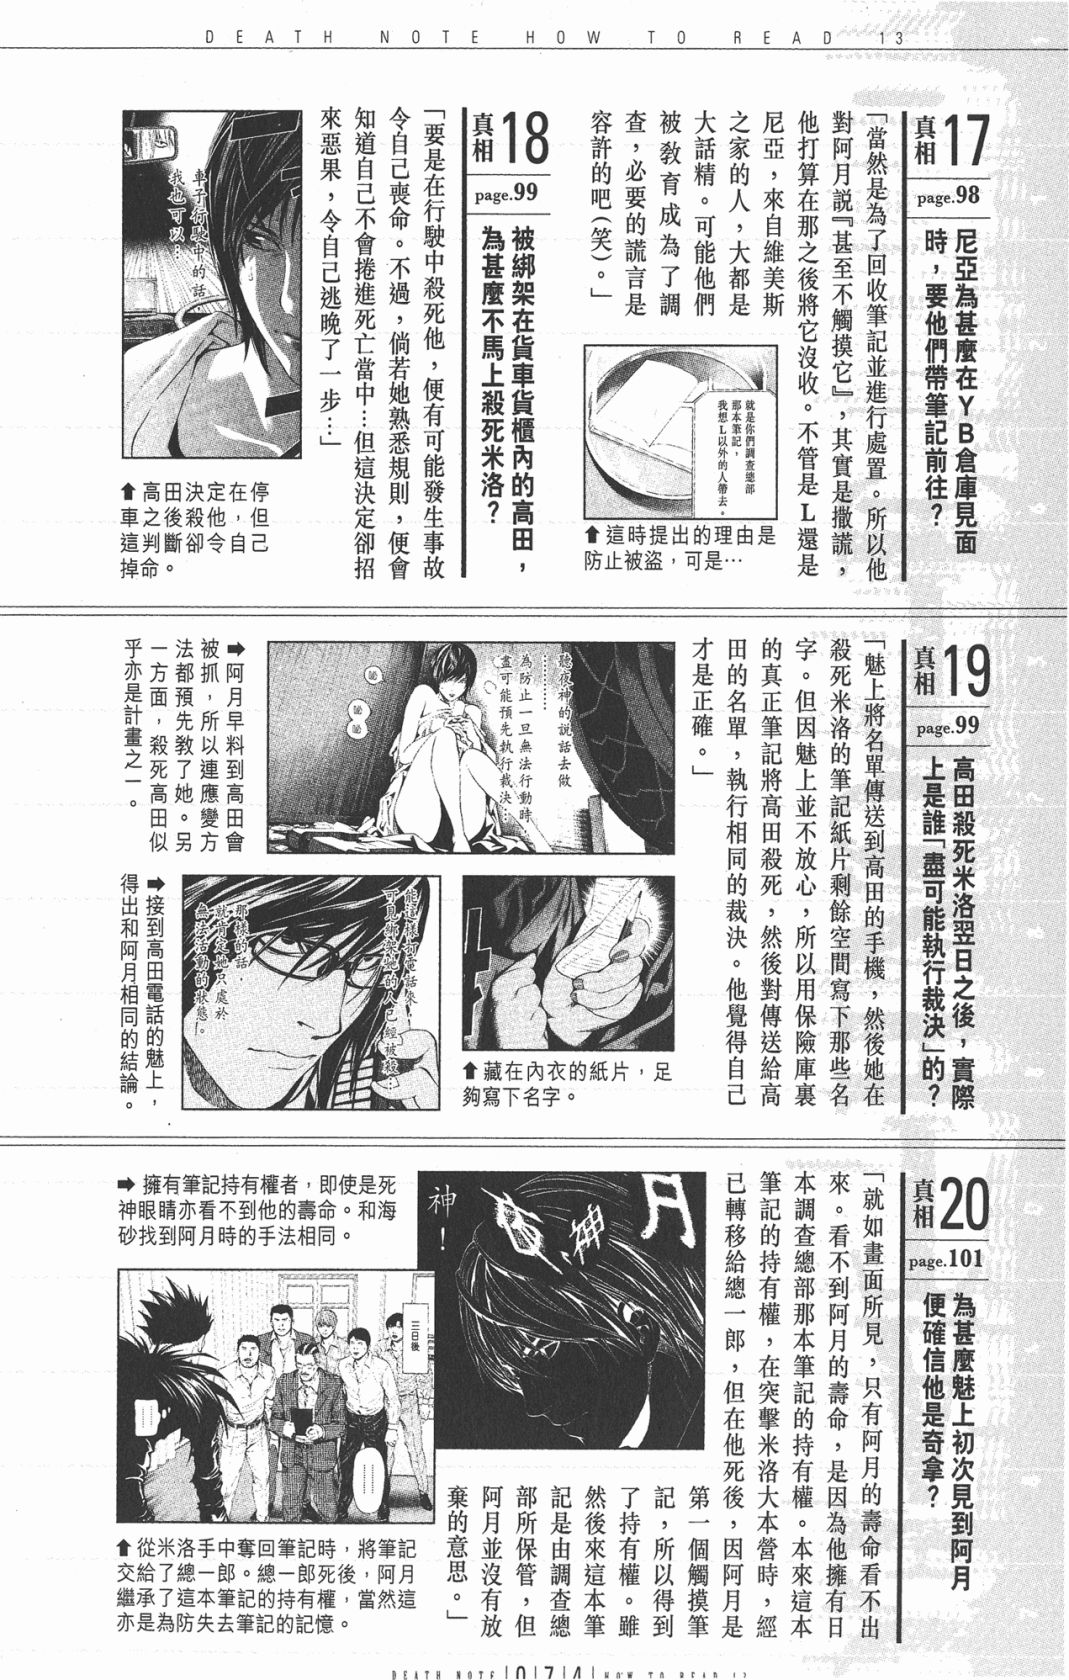 DEATH NOTE HOW TO READ 13
真相17
page.98
尼亞為甚麼在ＹＢ倉庫見面
時，要他們帶筆記前往？
「當然是為了回收筆記並進行處置。所以他
對阿月說『甚至不觸摸它』，其實是撒謊，
他打算在那之後將它沒收。不管是Ｌ還是
尼亞，來自維美斯
之家的人，大都是
大話精。可能他們
被教育成為了調
查，必要的謊言是
容許的吧（笑）。」
就是你們調查總部
那本筆記，
我想Ｌ以外的人帶去。
⬆這時提出的理由是
防止被盜，可是…
真相18
page.99
被綁架在貨車貨櫃內的高田，
為甚麼不馬上殺死米洛？
「要是在行駛中殺死他，便有可能發生事故
令自己喪命。不過，倘若她熟悉規則，便會
知道自己不會捲進死亡當中…但這決定卻招
來惡果，令自己逃晚了一步…」
車子行駛中的話
我也可以…
⬆高田決定在停
車之後殺他，但
這判斷卻令自己
掉命。
真相19
page.99
高田殺死米洛翌日之後，實際
上是誰「盡可能執行裁決」的？
「魅上將名單傳送到高田的手機，然後她在
殺死米洛的筆記紙片剩餘空間寫下那些名
字。但因魅上並不放心，所以用保險庫裏
的真正筆記將高田殺死，然後對傳送給高
田的名單，執行相同的裁決。他覺得自己
才是正確。」
聽夜神的說話去做
…………
為防止一旦無法行動時
盡可能預先執行裁決…
➡阿月早料到高田會
被抓，所以連應變方
法都預先教了她。另
一方面，殺死高田似
乎亦是計畫之一。
⬆藏在內衣的紙片，足
夠寫下名字。
能這樣打電話來，
可見綁架她的人已經被殺…
那樣的話，
就肯定她只處於
無法活動的狀態！。
➡接到高田電話的魅上，
得出和阿月相同的結論。
真相20
page.101
為甚麼魅上初次見到阿月
便確信他是奇拿？
「就如畫面所見，只有阿月的壽命看不出
來。看不到阿月的壽命，是因為他擁有日
本調查總部那本筆記的持有權。本來這本
筆記的持有權，在突擊米洛大本營時，經
已轉移給總一郎，但在他死後，因阿月是
第一個觸摸筆
記，所以得到
了持有權。雖
然後來這本筆
記是由調查總
部所保管，但
阿月並沒有放
棄的意思。」
月
神
神！
➡擁有筆記持有權者，即使是死
神眼睛亦看不到他的壽命。和海
砂找到阿月時的手法相同。
三日後
………
………
⬆從米洛手中奪回筆記時，將筆記
交給了總一郎。總一郎死後，阿月
繼承了這本筆記的持有權，當然這
亦是為防失去筆記的記憶。
DEATH NOTE |0|7|4| HOW TO READ 13